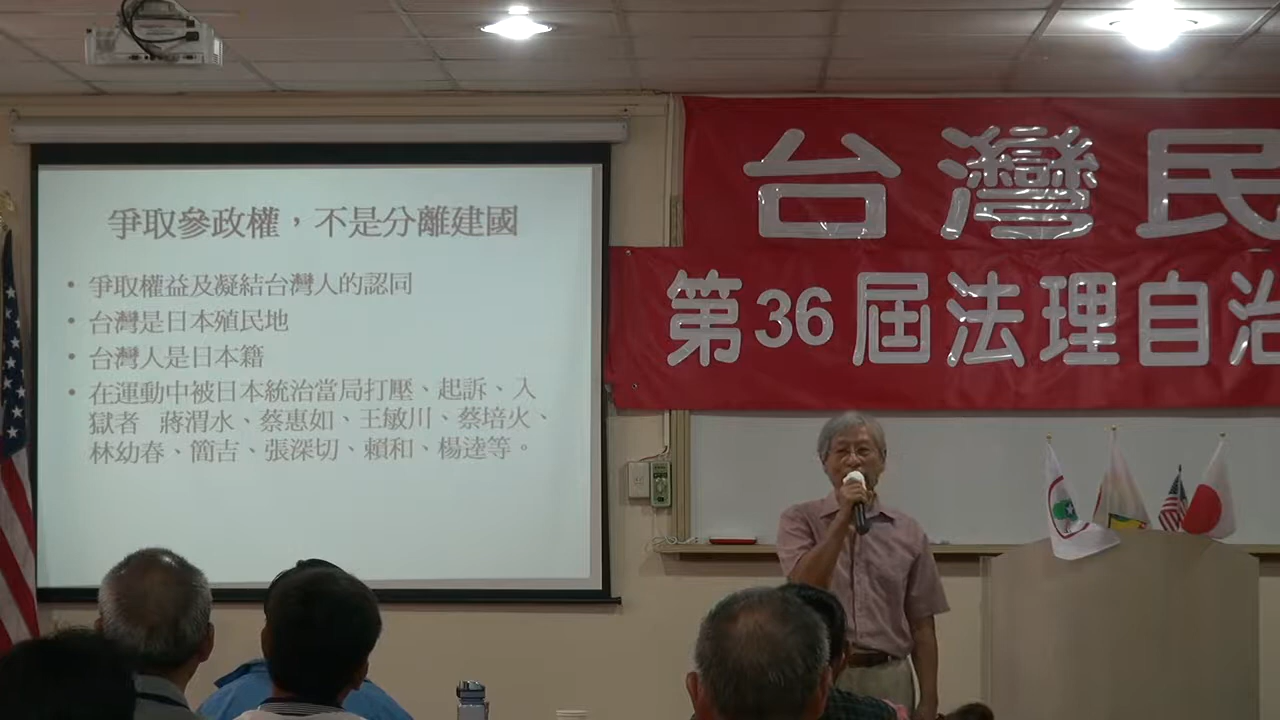 爭取參政權，不是分離建國
• 爭取權益及凝結台灣人的認同
• 台灣是日本殖民地
• 台灣人是日本籍
• 在運動中被日本統治當局打壓、起訴、入
獄者 蔣渭水、蔡惠如、王敏川、蔡培火、
林幼春、簡吉、張深切、賴和、楊逵等。
台灣民
第36屆法理自治